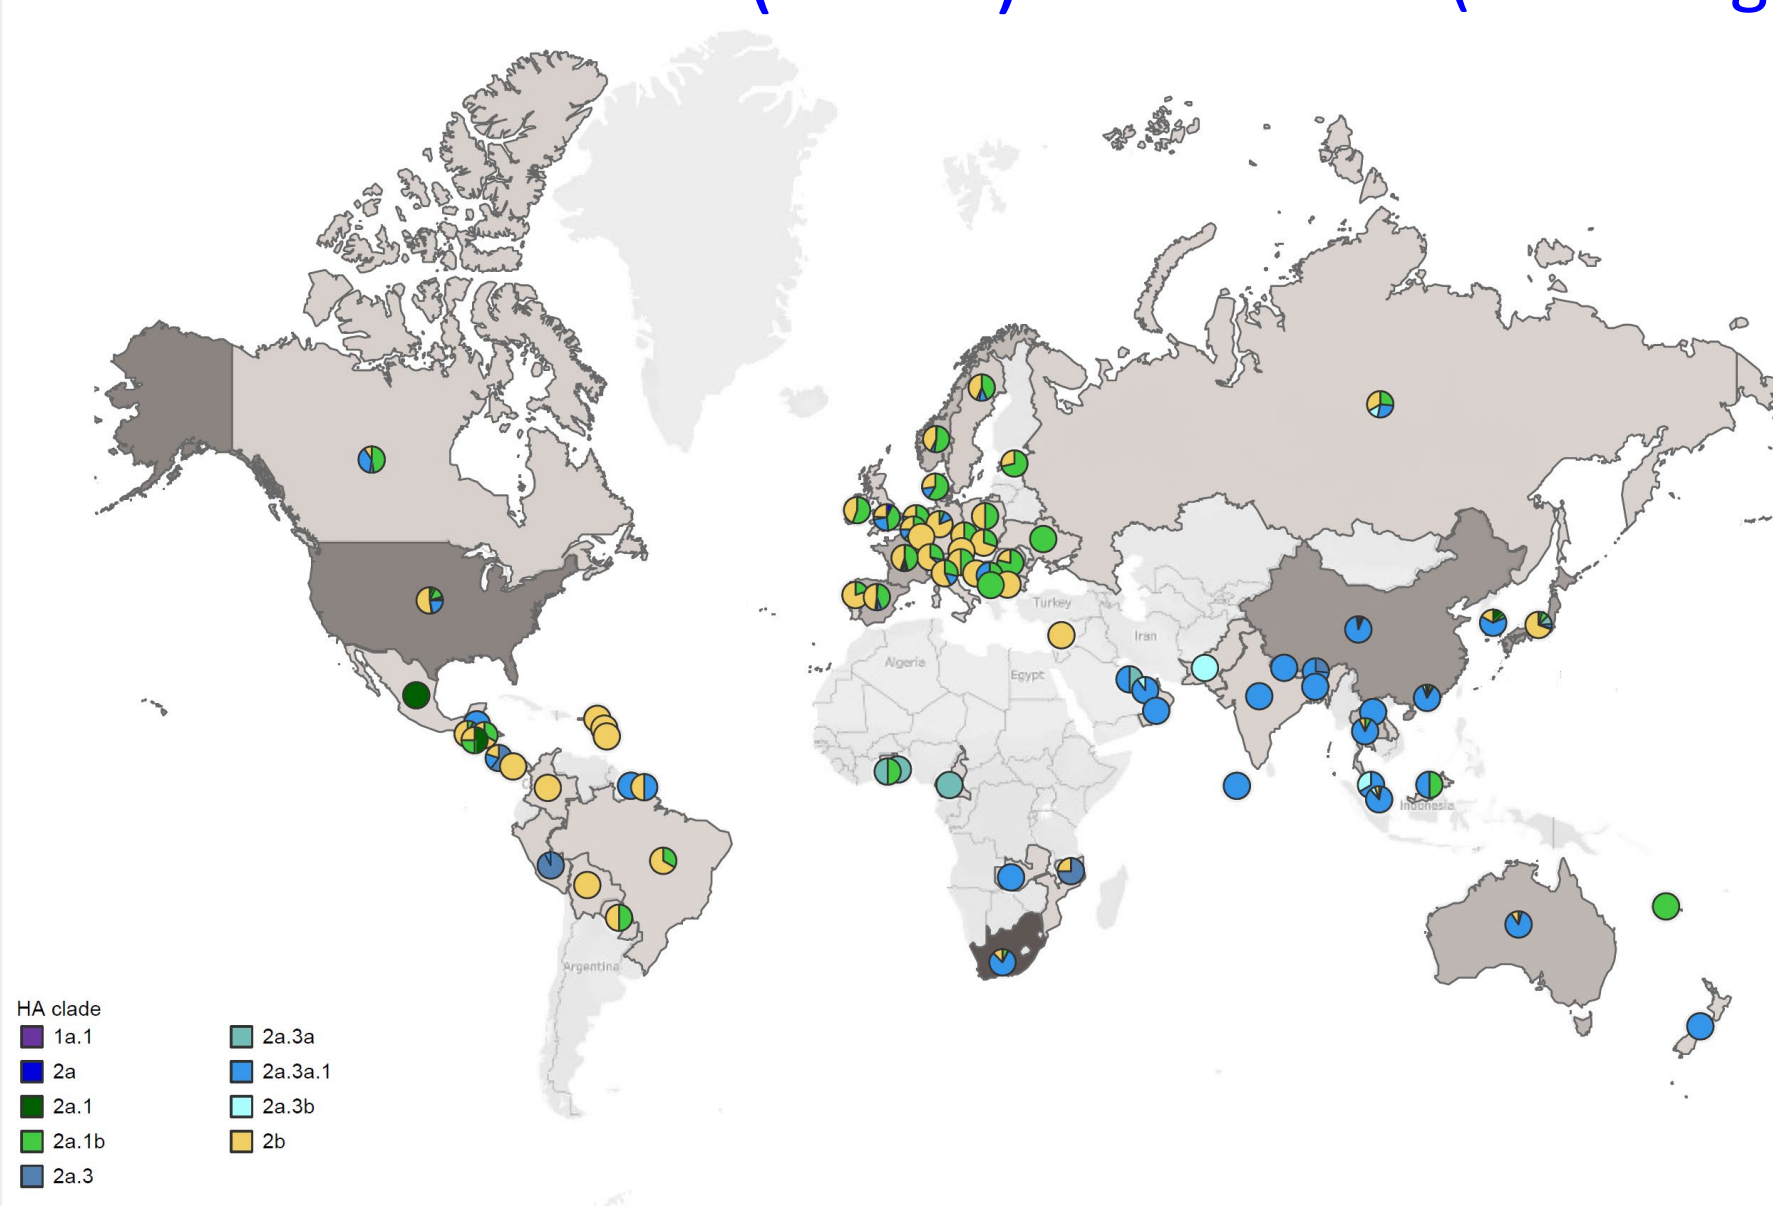 Turkey
Iran
Algeria
Egypt
Indonesia
Argentina
HA clade
1a.1
2a
2a.1
2a.1b
2a.3
2a.3a
2a.3a.1
2a.3b
2b